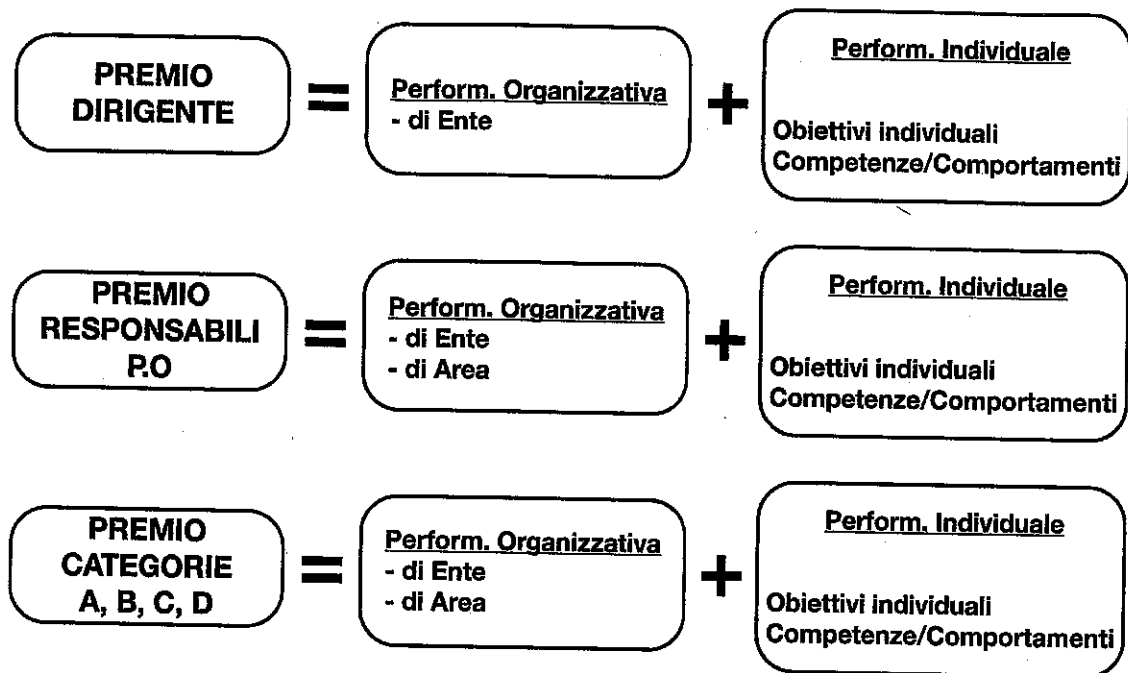 PREMIO
DIRIGENTE
=
Perform. Organizzativa
- di Ente
+
Perform. Individuale
Obiettivi individuali
Competenze/Comportamenti
PREMIO
RESPONSABILI
P.O
=
Perform. Organizzativa
- di Ente
- di Area
+
Perform. Individuale
Obiettivi individuali
Competenze/Comportamenti
PREMIO
CATEGORIE
A, B, C, D
=
Perform. Organizzativa
- di Ente
- di Area
+
Perform. Individuale
Obiettivi individuali
Competenze/Comportamenti